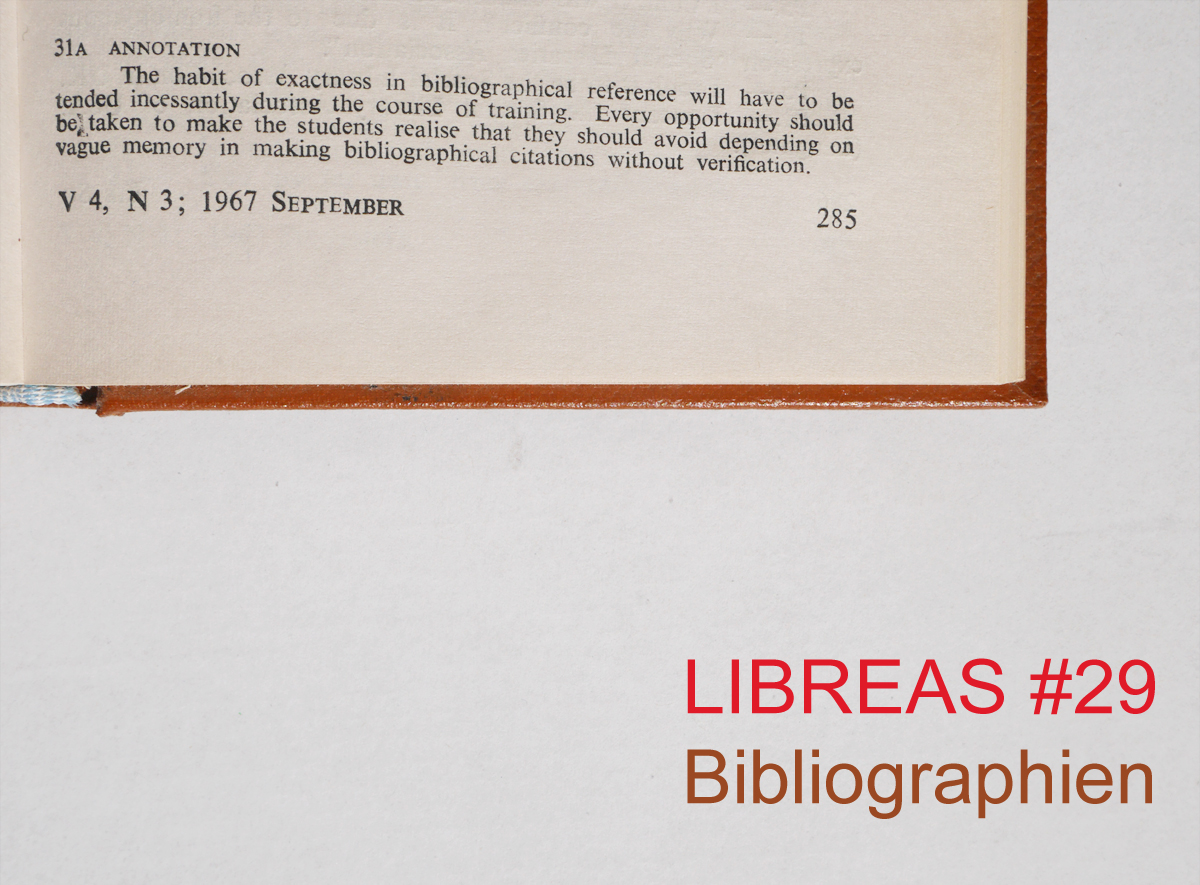 31A ANNOTATION
The habit of exactness in bibliographical reference will have to be
tended incessantly during the course of training. Every opportunity should
be taken to make the students realise that they should avoid depending on
vague memory in making bibliographical citations without verification.
V 4, N 3; 1967 SEPTEMBER
285
LIBREAS #29
Bibliographien